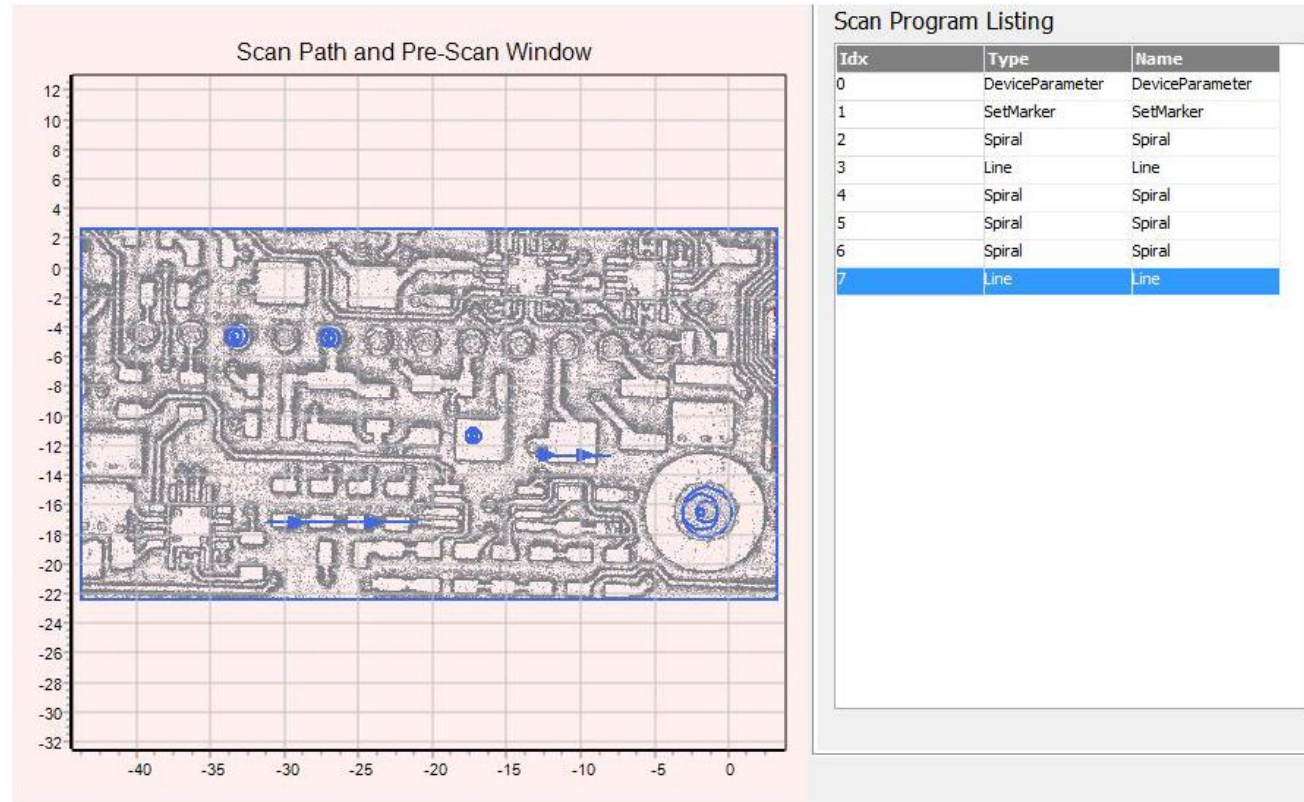 Scan Path and Pre-Scan Window
12
10
8
6
4
2
0
-2
-4
-6
-8
-10
-12
-14
-16
-18
-20
-22
-24
-26
-28
-30
-32
-40 -35 -30 -25 -20 -15 -10 -5 0
Scan Program Listing
Idx Type Name
0 DeviceParameter DeviceParameter
1 SetMarker SetMarker
2 Spiral Spiral
3 Line Line
4 Spiral Spiral
5 Spiral Spiral
6 Spiral Spiral
7 Line Line